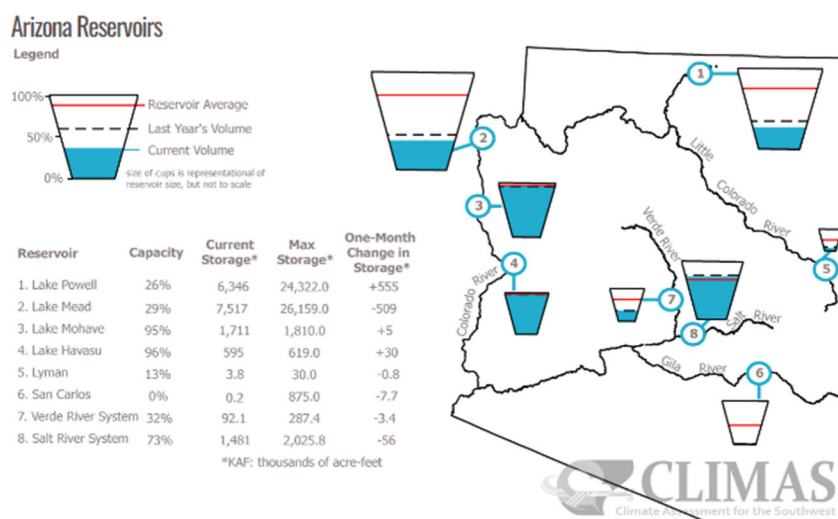 Arizona Reservoirs
Legend
100%
50%
0%
Reservoir Average
Last Year's Volume
Current Volume
size of cups is representational of
reservoir size, but not to scale
Reservoir Capacity Current Storage* Max Storage* One-Month Change in Storage*
1. Lake Powell 26% 6,346 24,322.0 +555
2. Lake Mead 29% 7,517 26,159.0 -509
3. Lake Mohave 95% 1,711 1,810.0 +5
4. Lake Havasu 96% 595 619.0 +30
5. Lyman 13% 3.8 30.0 -0.8
6. San Carlos 0% 0.2 875.0 -7.7
7. Verde River System 32% 92.1 287.4 -3.4
8. Salt River System 73% 1,481 2,025.8 -56
*KAF: thousands of acre-feet
1
2
3
4
5
6
7
8
Little Colorado River
Verde River
Colorado River
Salt River
Gila River
CLIMAS
Climate Assessment for the Southwest